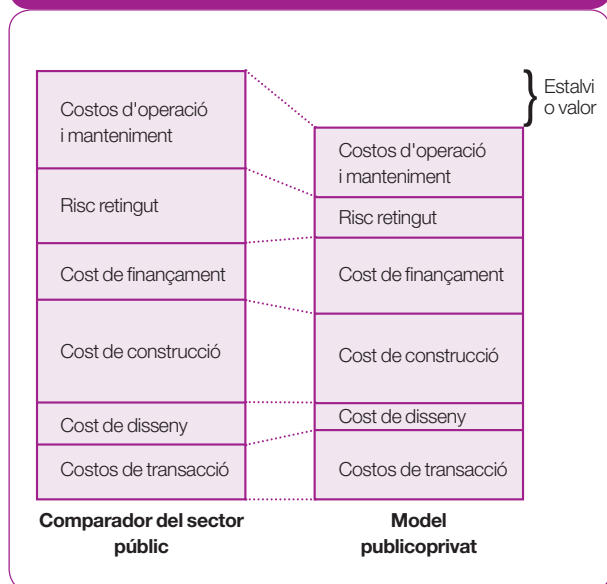 Estalvi
o valor
Costos d'operació
i manteniment
Risc retingut
Cost de finançament
Cost de construcció
Cost de disseny
Costos de transacció
Costos d'operació
i manteniment
Risc retingut
Cost de finançament
Cost de construcció
Cost de disseny
Costos de transacció
Comparador del sector
públic
Model
publicoprivat